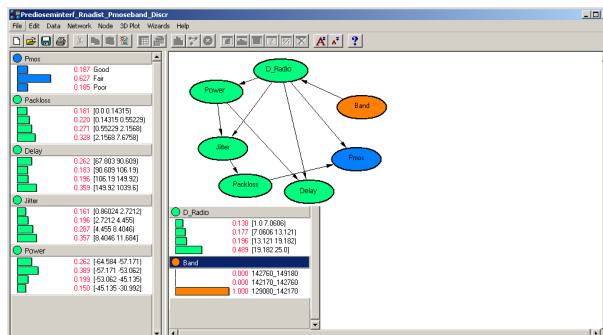 Predioseminterf_Rnadist_Pmoseband_Discr
File Edit Data Network Node 3D Plot Wizards Help
Pmos
0.187 Good
0.627 Fair
0.185 Poor
Packloss
0.181 [0.0 0.14315)
0.220 [0.14315 0.55229)
0.271 [0.55229 2.1568)
0.328 [2.1568 7.6758]
Delay
0.262 [67.803 90.609)
0.183 [90.609 106.19)
0.196 [106.19 149.92)
0.359 [149.92 1039.6]
Jitter
0.161 [0.86024 2.7212)
0.196 [2.7212 4.455)
0.287 [4.455 8.4046)
0.357 [8.4046 11.684]
Power
0.262 [-64.584 -57.171)
0.389 [-57.171 -53.062)
0.199 [-53.062 -45.135)
0.150 [-45.135 -30.992]
D_Radio
Power
Band
Jitter
Pmos
Packloss
Delay
D_Radio
0.138 [1.0 7.0606)
0.177 [7.0606 13.121)
0.196 [13.121 19.182)
0.489 [19.182 25.0]
Band
0.000 142760_149180
0.000 142170_142760
1.000 129080_142170